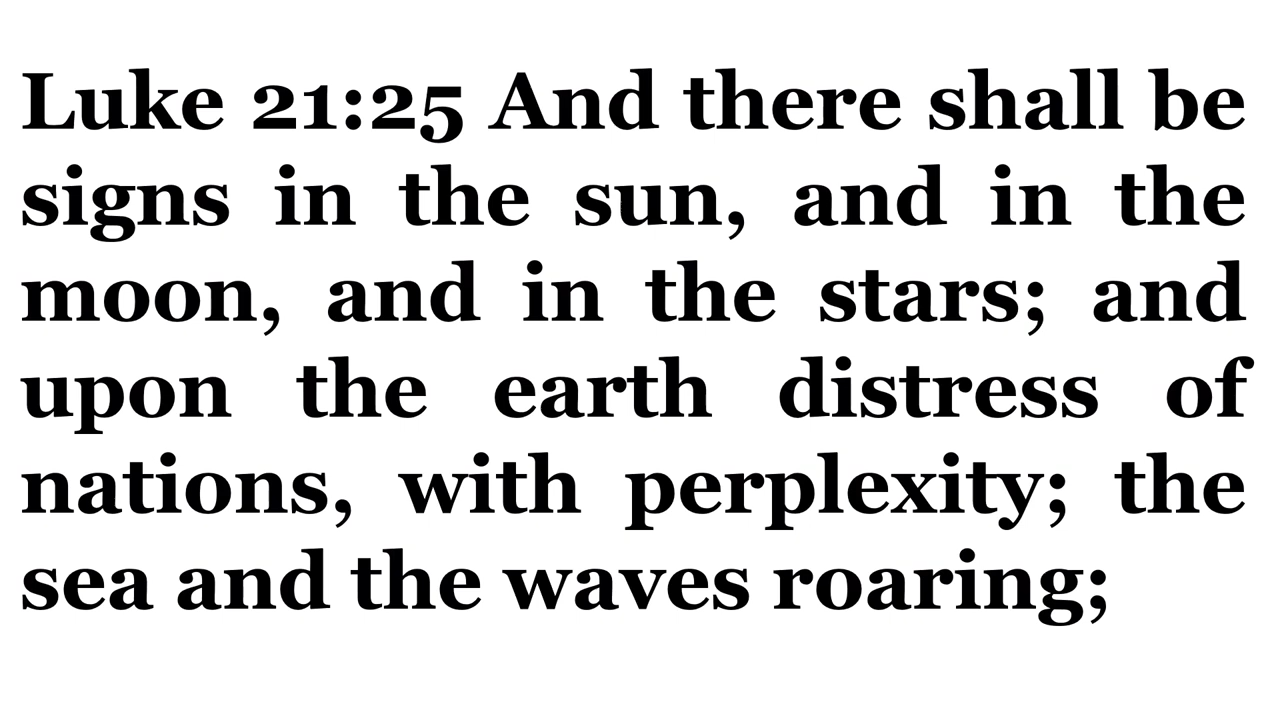 Luke 21:25 And there shall be
signs in the sun, and in the
moon, and in the stars; and
upon the earth distress of
nations, with perplexity; the
sea and the waves roaring;